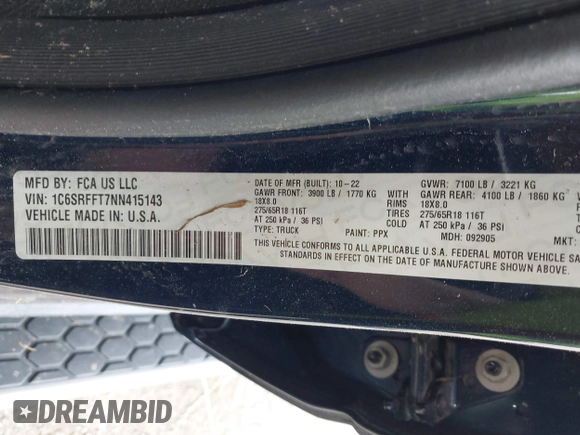 MFD BY: FCA US LLC
VIN: 1C6SRFFT7NN415143
VEHICLE MADE IN: U.S.A.
DATE OF MFR (BUILT): 10-22 GVWR: 7100 LB / 3221 KG
GAWR FRONT: 3900 LB / 1770 KG WITH GAWR REAR: 4100 LB / 1860 KG
18X8.0 RIMS 18X8.0
275/65R18 116T TIRES 275/65R18 116T
AT 250 kPa / 36 PSI COLD AT 250 kPa / 36 PSI
TYPE: TRUCK PAINT: PPX MDH: 092905 MKT:
THIS VEHICLE CONFORMS TO ALL APPLICABLE U.S.A. FEDERAL MOTOR VEHICLE
STANDARDS IN EFFECT ON THE DATE OF MANUFACTURE SHOWN ABOVE.
DREAMBID